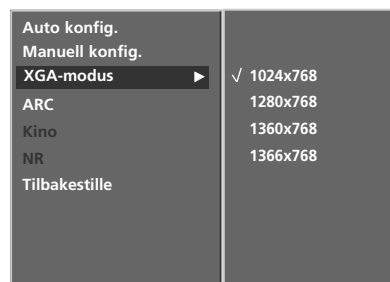 Auto konfig.
Manuell konfig.
XGA-modus
ARC
Kino
NR
Tilbakestille
1024x768
1280x768
1360x768
1366x768